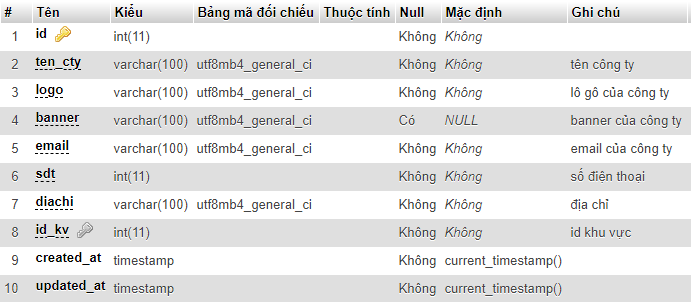 # Tên Kiểu Bảng mã đối chiếu Thuộc tính Null Mặc định Ghi chú
1 id int(11) Không Không
2 ten_cty varchar(100) utf8mb4_general_ci Không Không tên công ty
3 logo varchar(100) utf8mb4_general_ci Không Không lô gô của công ty
4 banner varchar(100) utf8mb4_general_ci Có NULL banner của công ty
5 email varchar(100) utf8mb4_general_ci Không Không email của công ty
6 sdt int(11) Không Không số điện thoại
7 diachi varchar(100) utf8mb4_general_ci Không Không địa chỉ
8 id_kv int(11) Không Không id khu vực
9 created_at timestamp Không current_timestamp()
10 updated_at timestamp Không current_timestamp()